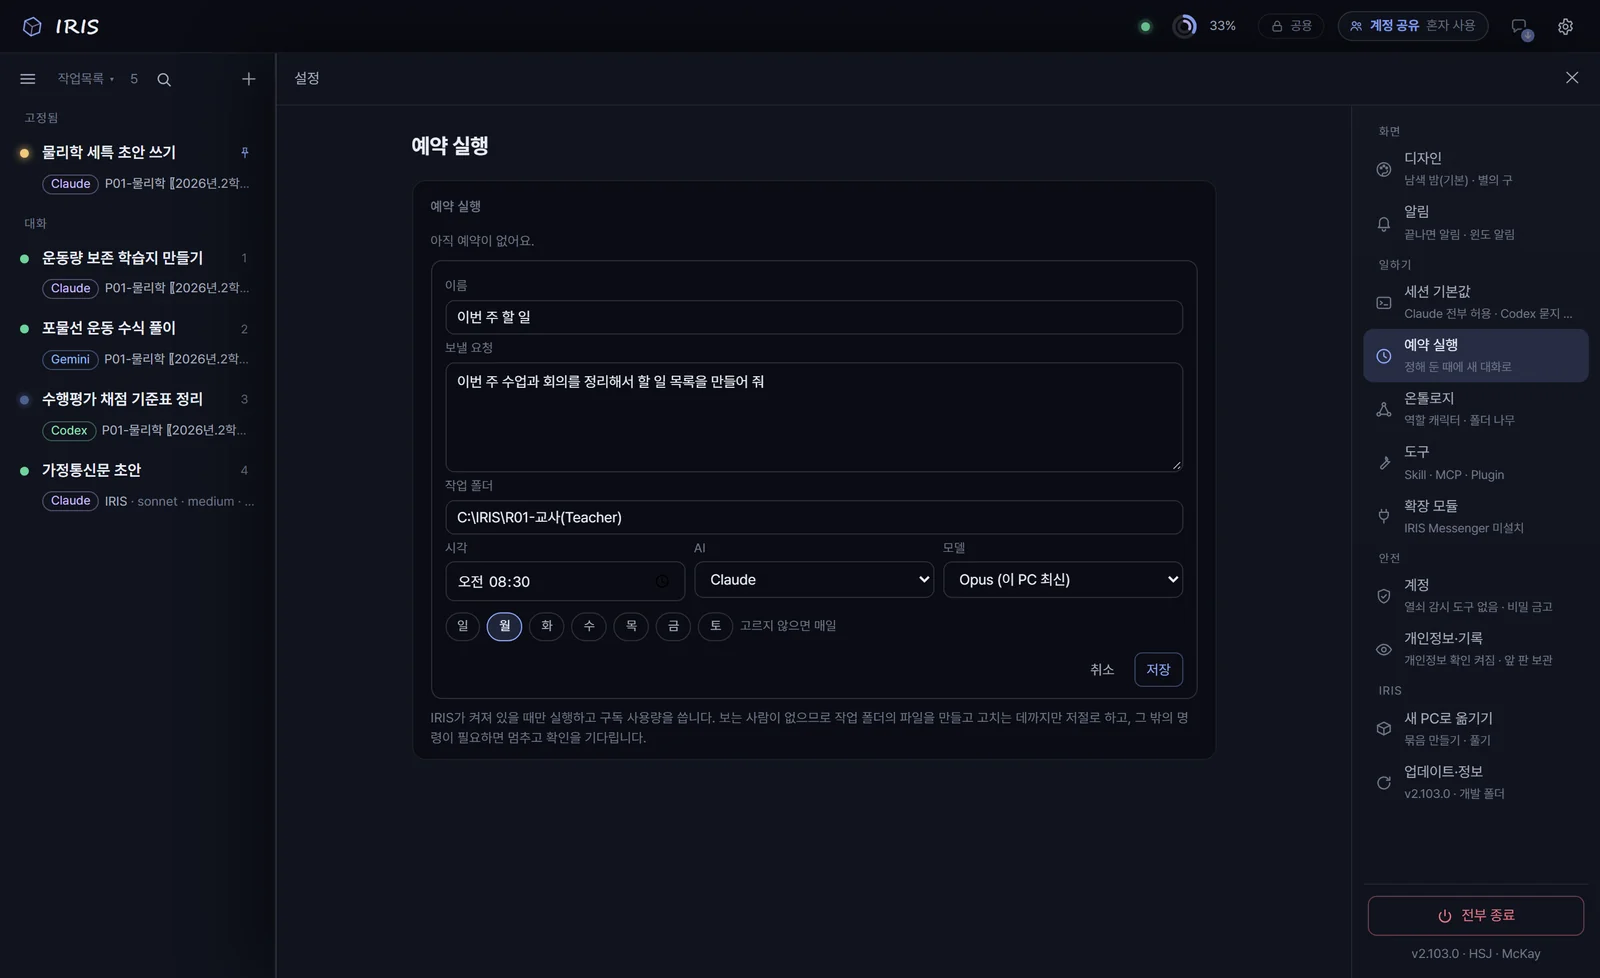 IRIS
33%
공용
계정 공유 혼자 사용
작업목록
5
고정됨
물리학 세특 초안 쓰기
Claude P01-물리학 〖2026년.2학...
대화
운동량 보존 학습지 만들기 1
Claude P01-물리학 〖2026년.2학...
포물선 운동 수식 풀이 2
Gemini P01-물리학 〖2026년.2학...
수행평가 채점 기준표 정리 3
Codex P01-물리학 〖2026년.2학...
가정통신문 초안 4
Claude IRIS · sonnet · medium · ...
설정
예약 실행
예약 실행
아직 예약이 없어요.
이름
이번 주 할 일
보낼 요청
이번 주 수업과 회의를 정리해서 할 일 목록을 만들어 줘
작업 폴더
C:\IRIS\R01-교사(Teacher)
시각 AI 모델
오전 08:30 Claude Opus (이 PC 최신)
일 월 화 수 목 금 토 고르지 않으면 매일
취소 저장
IRIS가 켜져 있을 때만 실행하고 구독 사용량을 씁니다. 보는 사람이 없으므로 작업 폴더의 파일을 만들고 고치는 데까지만 저절로 하고, 그 밖의 명
령이 필요하면 멈추고 확인을 기다립니다.
화면
디자인
남색 밤(기본) · 별의 구
알림
끝나면 알림 · 윈도 알림
일하기
세션 기본값
Claude 전부 허용 · Codex 묻지 ...
예약 실행
정해 둔 때에 새 대화로
온톨로지
역할 캐릭터 · 폴더 나무
도구
Skill · MCP · Plugin
확장 모듈
IRIS Messenger 미설치
안전
계정
열쇠 감시 도구 없음 · 비밀 금고
개인정보·기록
개인정보 확인 켜짐 · 앞 판 보관
IRIS
새 PC로 옮기기
묶음 만들기 · 풀기
업데이트·정보
v2.103.0 · 개발 폴더
전부 종료
v2.103.0 · HSJ · McKay